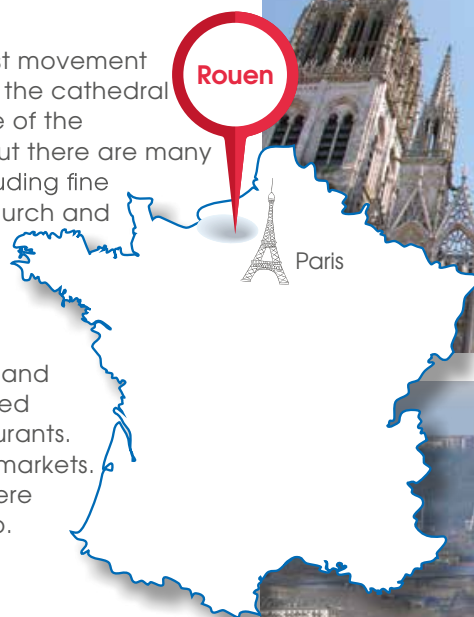 st movement
the cathedral
e of the
ut there are many
uding fine
urch and
and
ed
urants.
markets.
ere
o.
Rouen
Paris